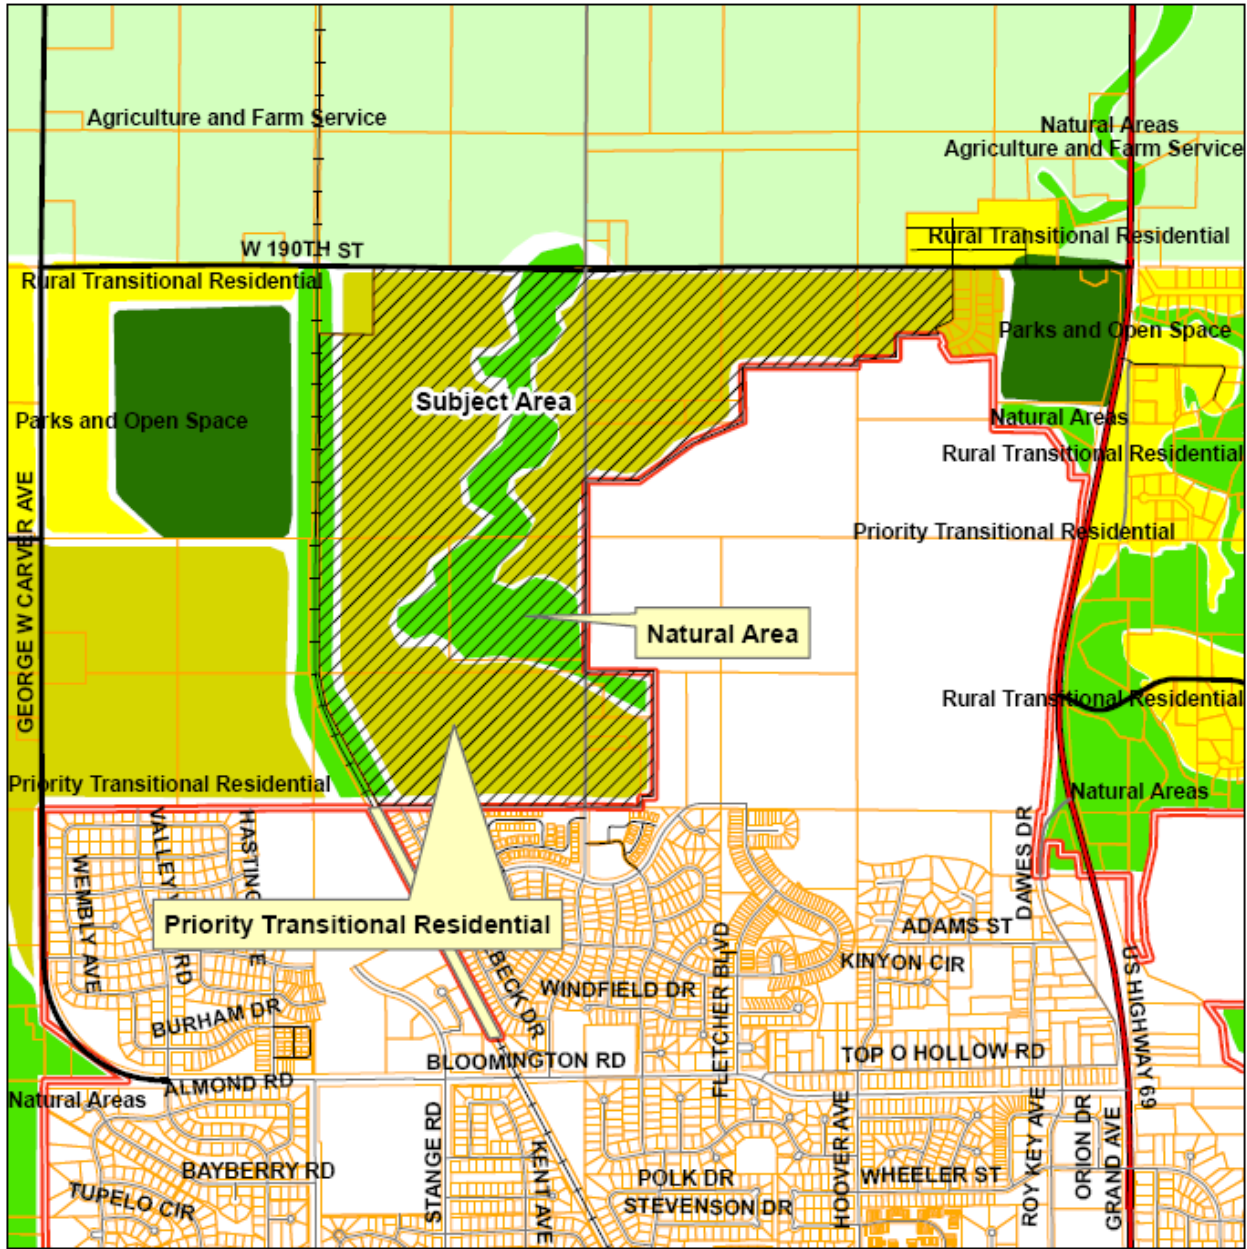 Agriculture and Farm Service
Natural Areas
Agriculture and Farm Service
Rural Transitional Residential
W 190TH ST
Rural Transitional Residential
Parks and Open Space
Subject Area
Parks and Open Space
Natural Areas
Rural Transitional Residential
GEORGE W CARVER AVE
Priority Transitional Residential
Natural Area
Rural Transitional Residential
Priority Transitional Residential
Natural Areas
WEMBLY AVE
VALLEY
RD
DAWES DR
Priority Transitional Residential
ADAMS ST
KINYON CIR
BECK DR
WINDFIELD DR
FLETCHER BLVD
US HIGHWAY 69
BURHAM DR
BLOOMINGTON RD
TOP O HOLLOW RD
ALMOND RD
Natural Areas
STANGE RD
KENT AVE
HOOVER AVE
ROY KEY AVE
ORION DR
GRAND AVE
BAYBERRY RD
POLK DR
WHEELER ST
TUPELO CIR
STEVENSON DR